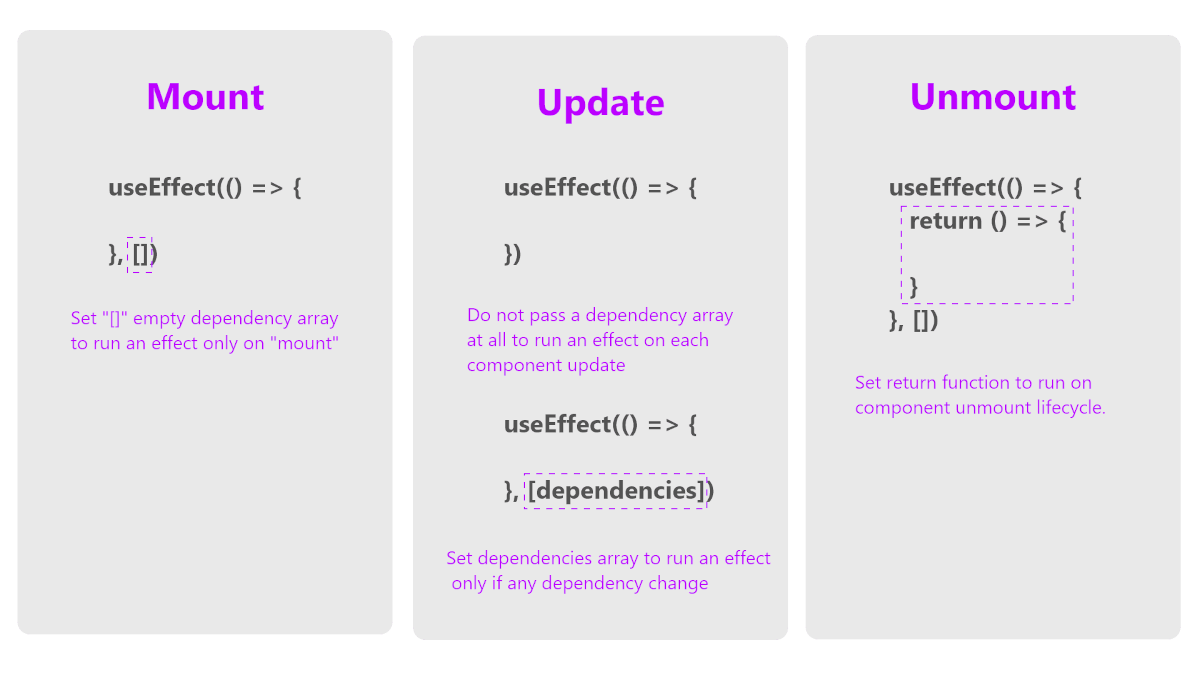 Mount
useEffect(() => {
}, [])
Set "[]" empty dependency array
to run an effect only on "mount"
Update
useEffect(() => {
})
Do not pass a dependency array
at all to run an effect on each
component update
useEffect(() => {
}, [dependencies])
Set dependencies array to run an effect
only if any dependency change
Unmount
useEffect(() => {
return () => {
}
}, [])
Set return function to run on
component unmount lifecycle.